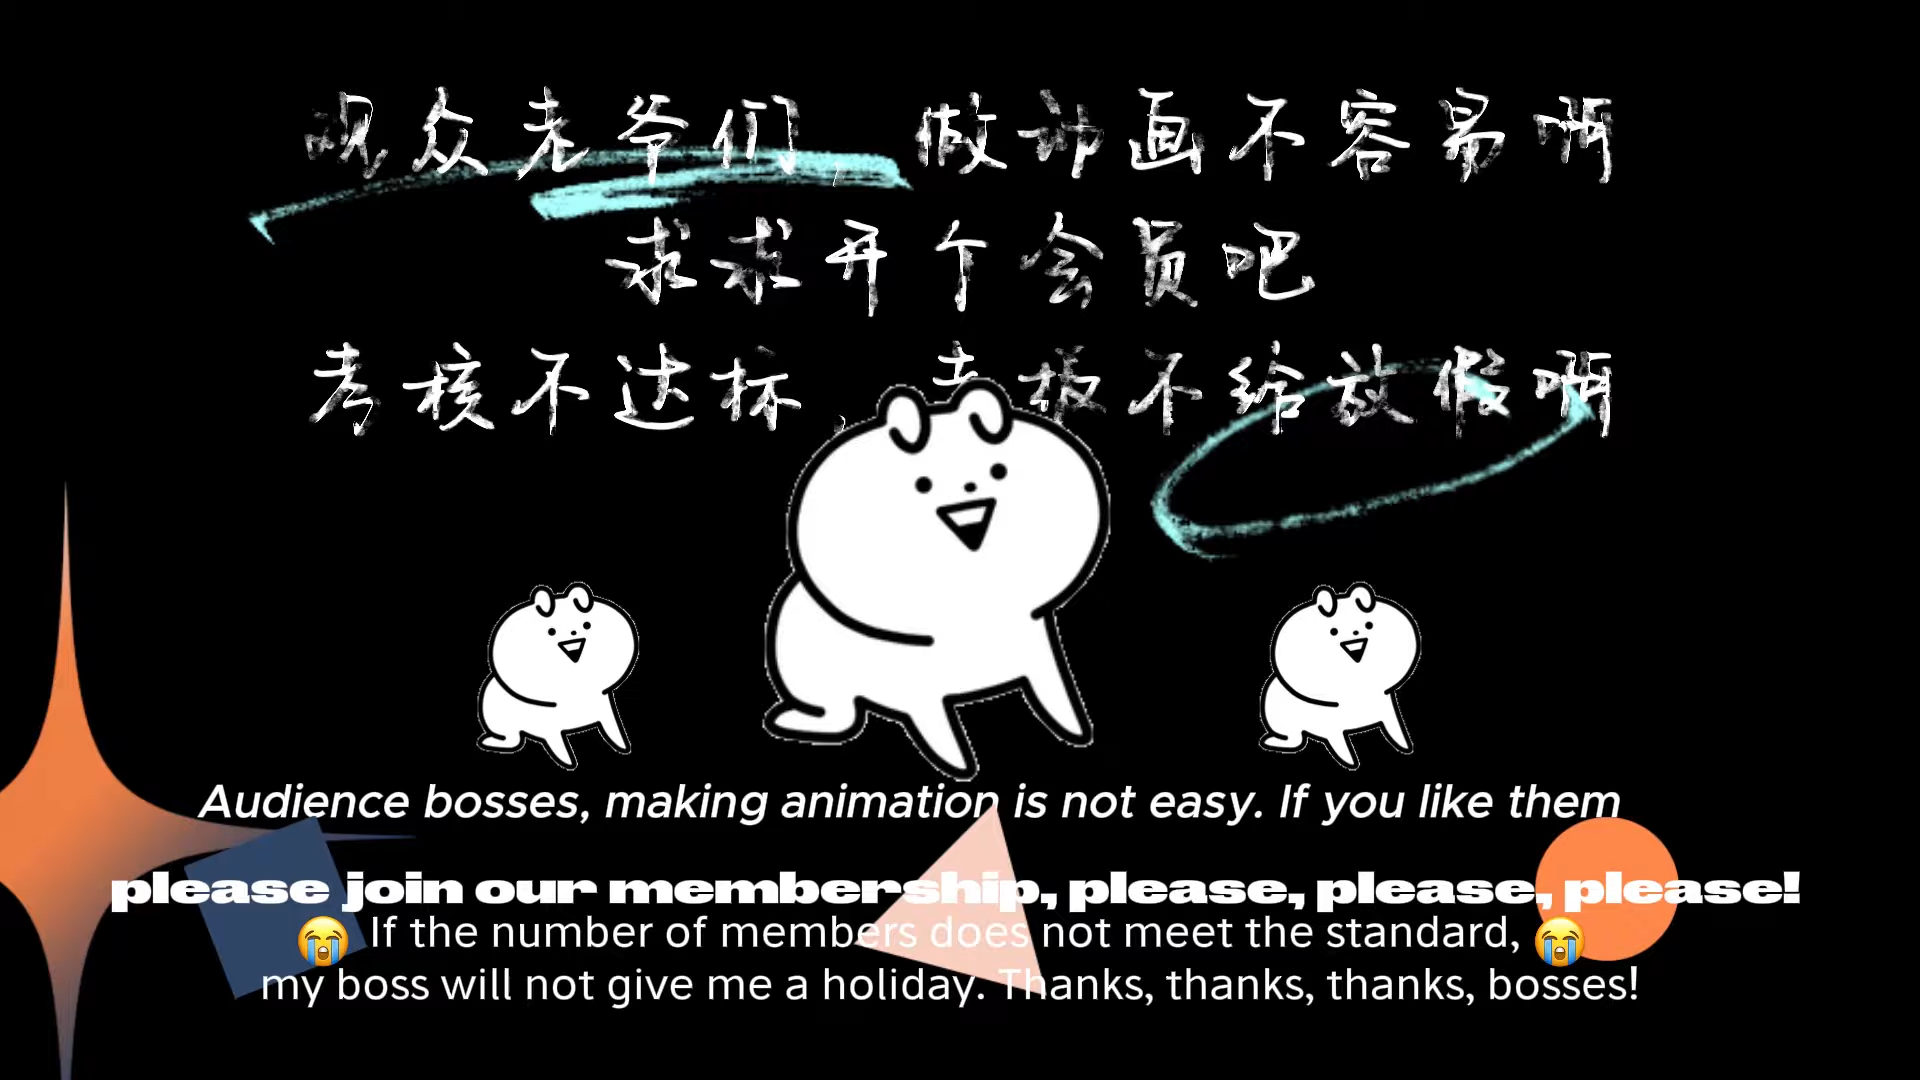 观众老爷们，做动画不容易啊
求求开个会员吧
考核不达标，老板不给放假啊
Audience bosses, making animation is not easy. If you like them
please join our membership, please, please, please!
😭 If the number of members does not meet the standard, 😭
my boss will not give me a holiday. Thanks, thanks, thanks, bosses!